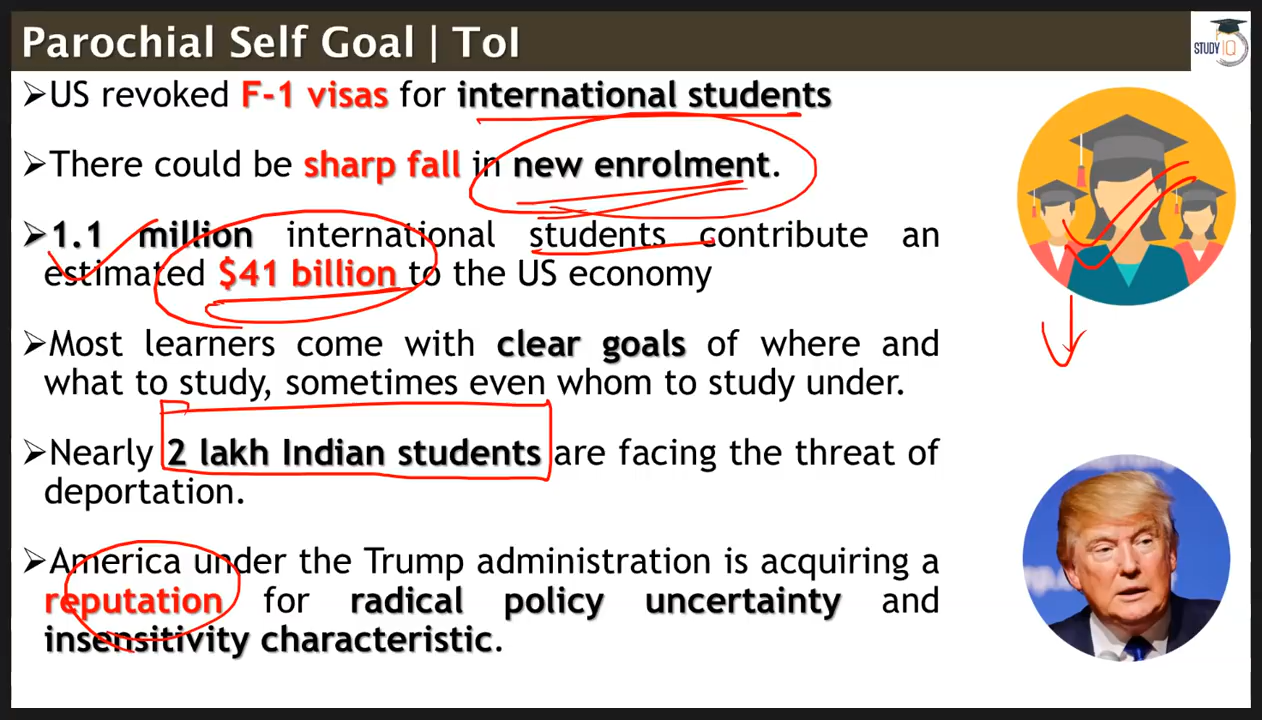 Parochial Self Goal | ToI
STUDY IQ
➢US revoked F-1 visas for international students
➢There could be sharp fall in new enrolment.
➢1.1 million international students contribute an
estimated $41 billion to the US economy
➢Most learners come with clear goals of where and
what to study, sometimes even whom to study under.
➢Nearly 2 lakh Indian students are facing the threat of
deportation.
➢America under the Trump administration is acquiring a
reputation for radical policy uncertainty and
insensitivity characteristic.